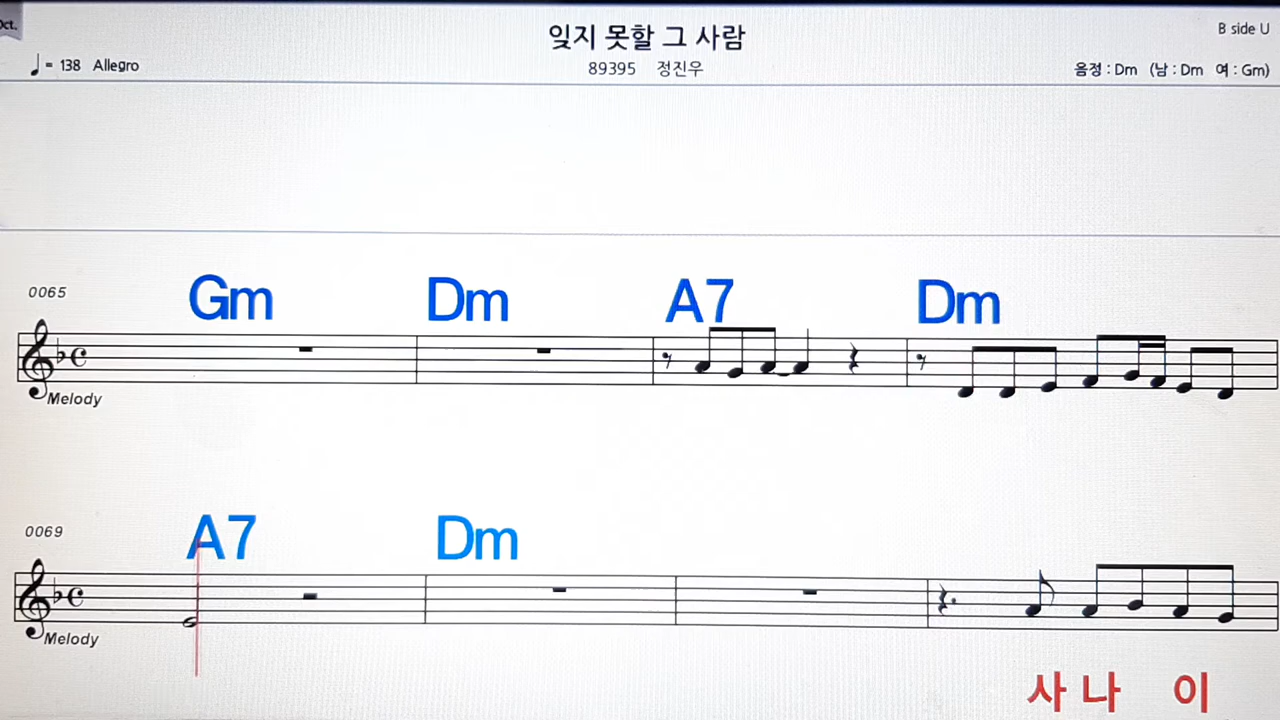 Oct.
잊지 못할 그 사람
B side U
♩= 138 Allegro
89395 정진우
음정 : Dm (남 : Dm 여 : Gm)
0065
Gm Dm A7 Dm
Melody
0069
A7 Dm
Melody
사 나 이